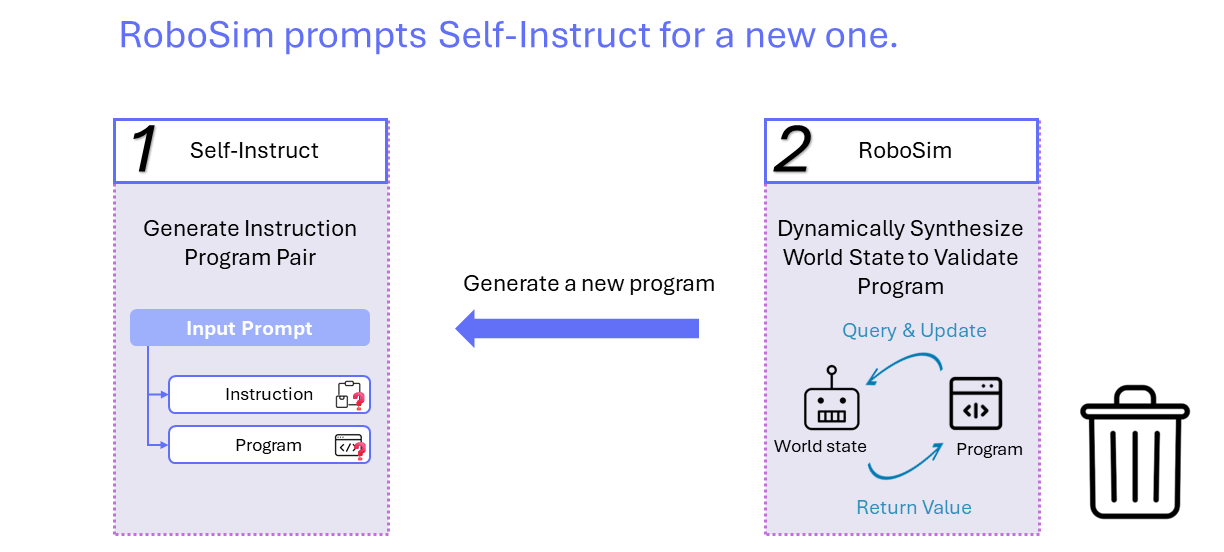 RoboSim prompts Self-Instruct for a new one.
1 Self-Instruct
Generate Instruction
Program Pair
Input Prompt
Instruction
?
Program
</>
?
Generate a new program
2 RoboSim
Dynamically Synthesize
World State to Validate
Program
Query & Update
</>
World state
Program
Return Value